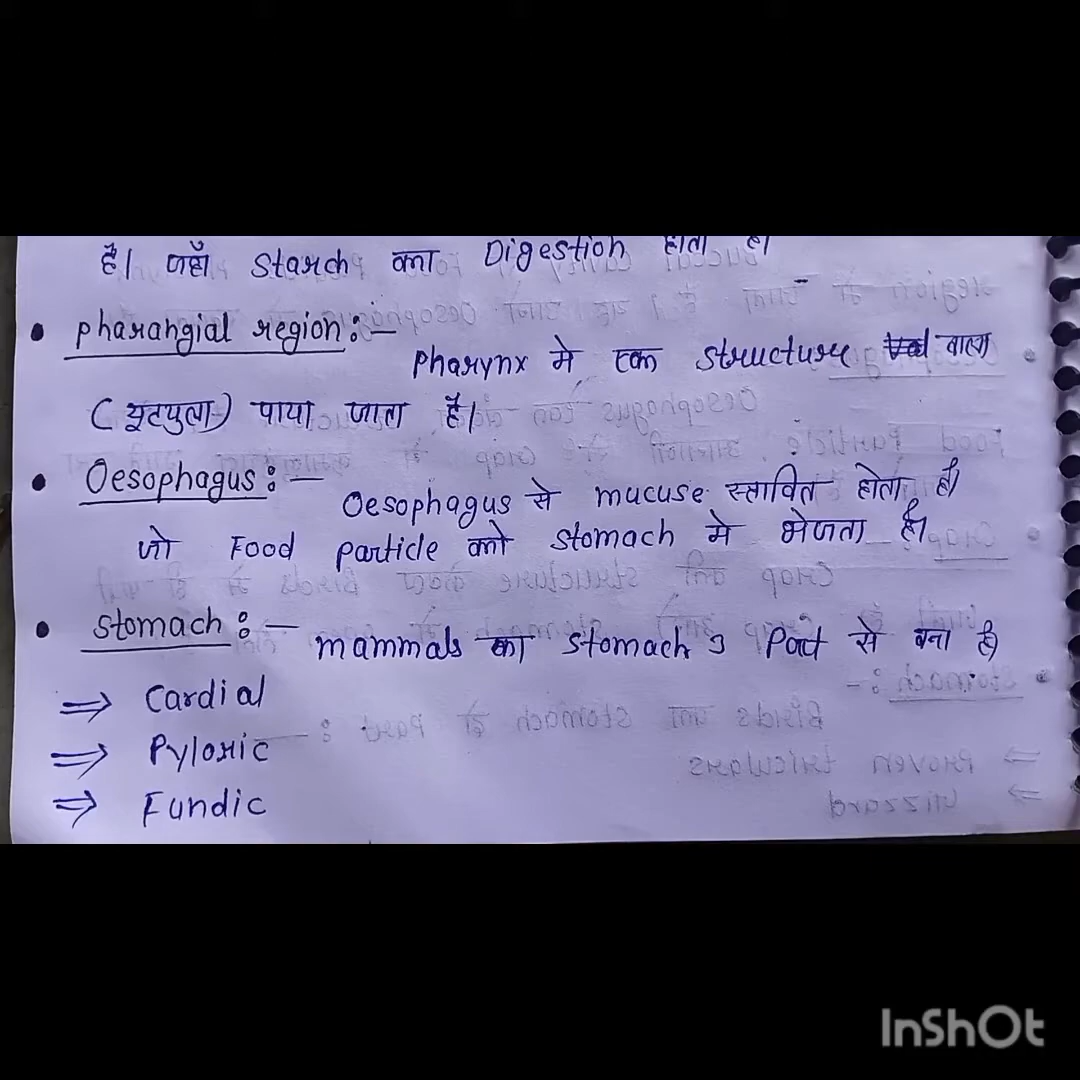 है। जहाँ Starch का Digestion होता है।
• Pharangial region :-
Pharynx मे एक structure वाल्व
(इटपुला) पाया जाता है।
• Oesophagus :-
Oesophagus से mucuse स्तावित होता है।
जो Food particle को stomach मे भेजता है।
• Stomach :- mammals का stomach 3 Part से बना है।
⇒ Cardial
⇒ Pyloric
⇒ Fundic
InShOt